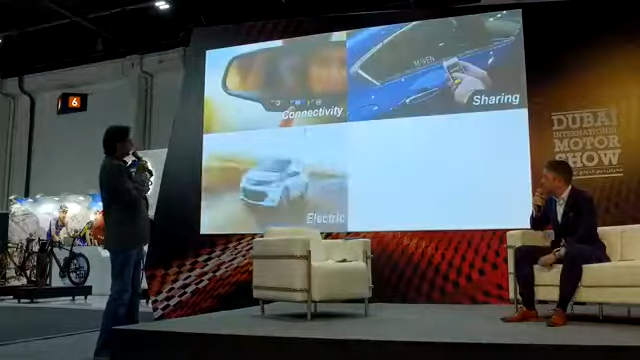 6
MAVEN
Sharing
Connectivity
Electric
DUBAI
INTERNATIONAL
MOTOR
SHOW